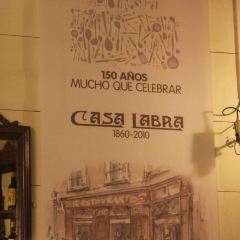 150 AÑOS
MUCHO QUE CELEBRAR
CASA LABRA
1860-2010